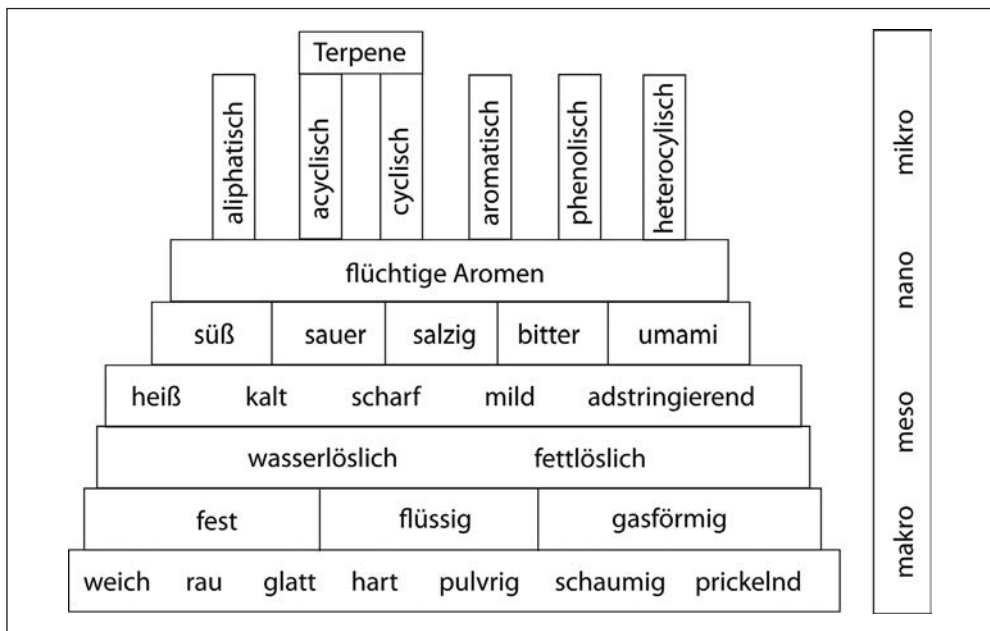 Terpene
aliphatisch
acyclisch
cyclisch
aromatisch
phenolisch
heterocylisch
flüchtige Aromen
süß sauer salzig bitter umami
heiß kalt scharf mild adstringierend
wasserlöslich fettlöslich
fest flüssig gasförmig
weich rau glatt hart pulvrig schaumig prickelnd
mikro
nano
meso
makro